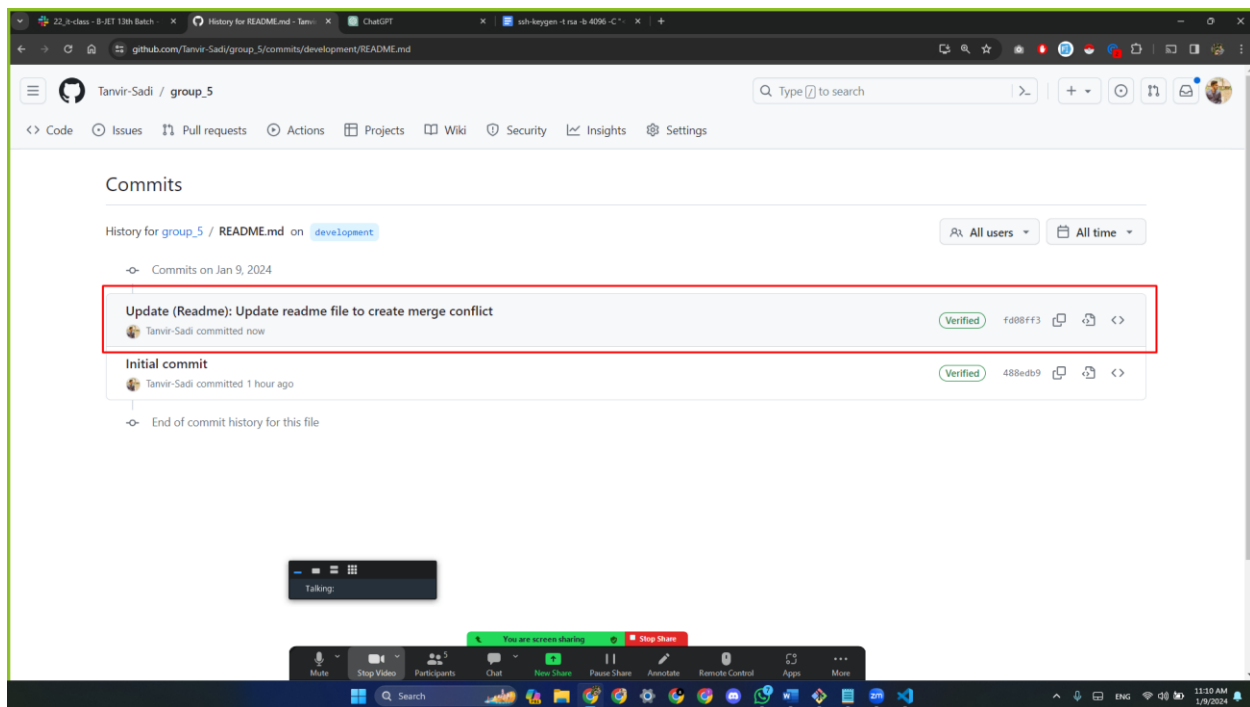 22_it-class - B-JET 13th Batch -
History for README.md - Tanvi
ChatGPT
ssh-keygen -t rsa -b 4096 -C "<
github.com/Tanvir-Sadi/group_5/commits/development/README.md
Tanvir-Sadi / group_5
Type / to search
Code Issues Pull requests Actions Projects Wiki Security Insights Settings
Commits
History for group_5 / README.md on development
All users All time
Commits on Jan 9, 2024
Update (Readme): Update readme file to create merge conflict
Tanvir-Sadi committed now
Verified fd08ff3
Initial commit
Tanvir-Sadi committed 1 hour ago
Verified 488edb9
End of commit history for this file
Talking:
You are screen sharing Stop Share
5
Mute Stop Video Participants Chat New Share Pause Share Annotate Remote Control Apps More
Search
ENG
11:10 AM
1/9/2024